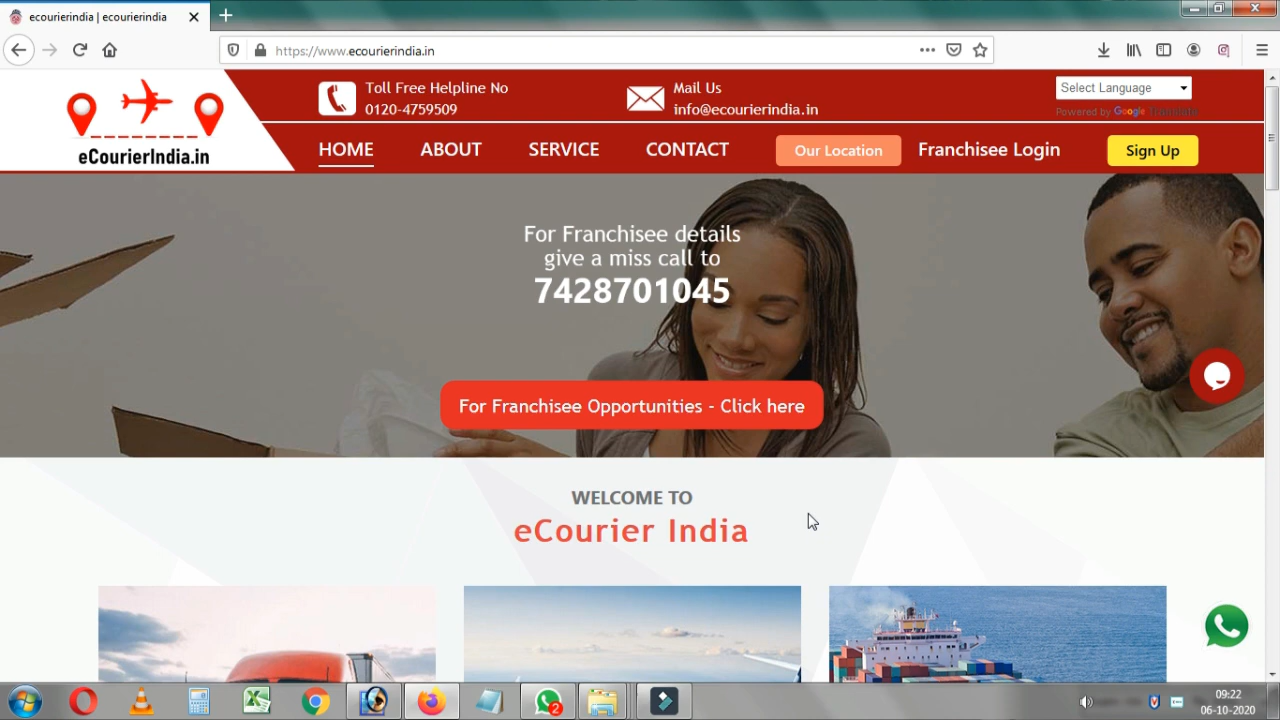 ecourierindia | ecourierindia
https://www.ecourierindia.in
Toll Free Helpline No
0120-4759509
Mail Us
info@ecourierindia.in
Select Language
Powered by Google Translate
eCourierIndia.in
HOME
ABOUT
SERVICE
CONTACT
Our Location
Franchisee Login
Sign Up
For Franchisee details
give a miss call to
7428701045
For Franchisee Opportunities - Click here
WELCOME TO
eCourier India
2
09:22
06-10-2020